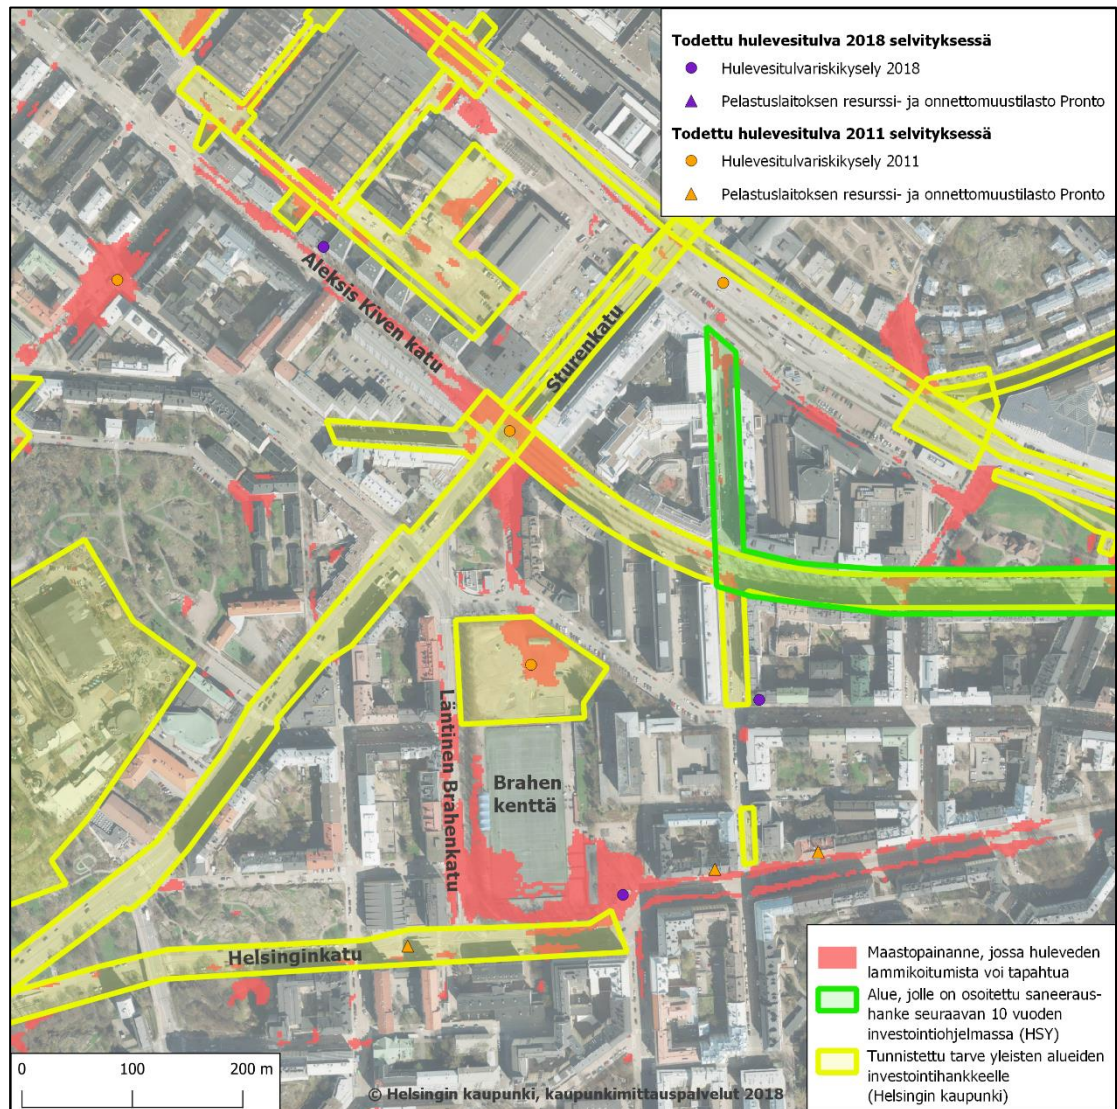 Todettu hulevesitulva 2018 selvityksessä
Hulevesitulvariskikysely 2018
Pelastuslaitoksen resurssi- ja onnettomuustilasto Pronto
Todettu hulevesitulva 2011 selvityksessä
Hulevesitulvariskikysely 2011
Pelastuslaitoksen resurssi- ja onnettomuustilasto Pronto
Aleksis Kiven katu
Sturenkatu
Läntinen Brahenkatu
Brahen
kenttä
Helsinginkatu
Maastopainanne, jossa huleveden
lammikoitumista voi tapahtua
Alue, jolle on osoitettu saneeraus-
hanke seuraavan 10 vuoden
investointiohjelmassa (HSY)
Tunnistettu tarve yleisten alueiden
investointihankkeelle
(Helsingin kaupunki)
0 100 200 m
© Helsingin kaupunki, kaupunkimittauspalvelut 2018